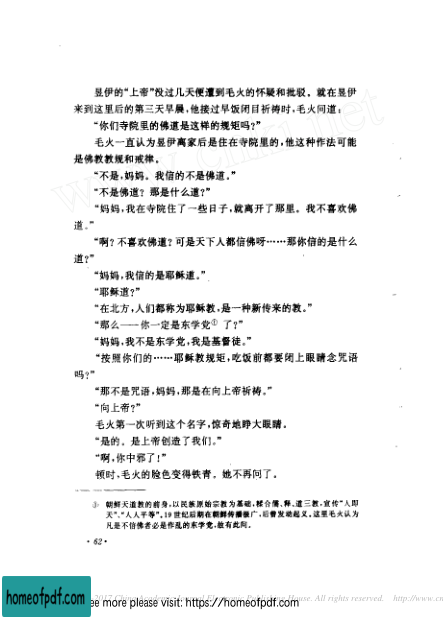 昱伊的“上帝”没过几天便遭到毛火的怀疑和批驳。就在昱伊
来到这里后的第三天早晨,他接过早饭闭目祈祷时,毛火问道:
“你们寺院里的佛道是这样的规矩吗?”
毛火一直认为昱伊离家后是住在寺院里的,他这种作法可能
是佛教教规和戒律。
“不是,妈妈。我信的不是佛道。”
“不是佛道?那是什么道?”
“妈妈,我在寺院住了一些日子,就离开了那里。我不喜欢佛
道。”
“啊?不喜欢佛道?可是天下人都信佛呀……那你信的是什么
道?”
“妈妈,我信的是耶稣道。”
“耶稣道?”
“在北方,人们都称为耶稣教,是一种新传来的教。”
“那么——你一定是东学党① 了?”
“妈妈,我不是东学党,我是基督徒。”
“按照你们的……耶稣教规矩,吃饭前都要闭上眼睛念咒语
吗?”
“那不是咒语,妈妈,那是在向上帝祈祷。”
“向上帝?”
毛火第一次听到这个名字,惊奇地睁大眼睛。
“是的。是上帝创造了我们。”
“啊,你中邪了!”
顿时,毛火的脸色变得铁青。她不再问了。
① 朝鲜天道教的前身,以民族原始宗教为基础,糅合儒、释、道三教,宣传“人即
天”、“人人平等”。19世纪后期在朝鲜传播极广,后曾发动起义。这里毛火认为
凡是不信佛者必是作乱的东学党,故有此问。
·62·
homeofpdf.com
see more please visit: https://homeofpdf.com
House. All rights reserved. http://www.cn